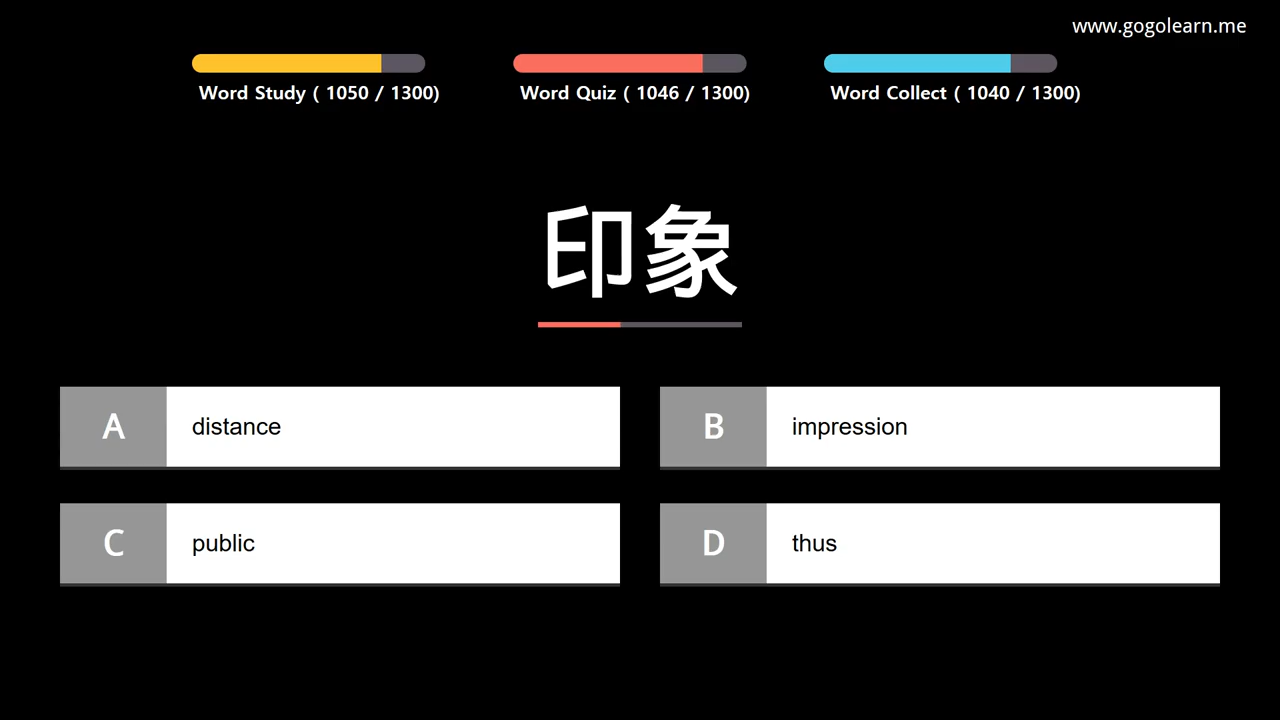 www.gogolearn.me
Word Study ( 1050 / 1300)
Word Quiz ( 1046 / 1300)
Word Collect ( 1040 / 1300)
印象
A distance
B impression
C public
D thus